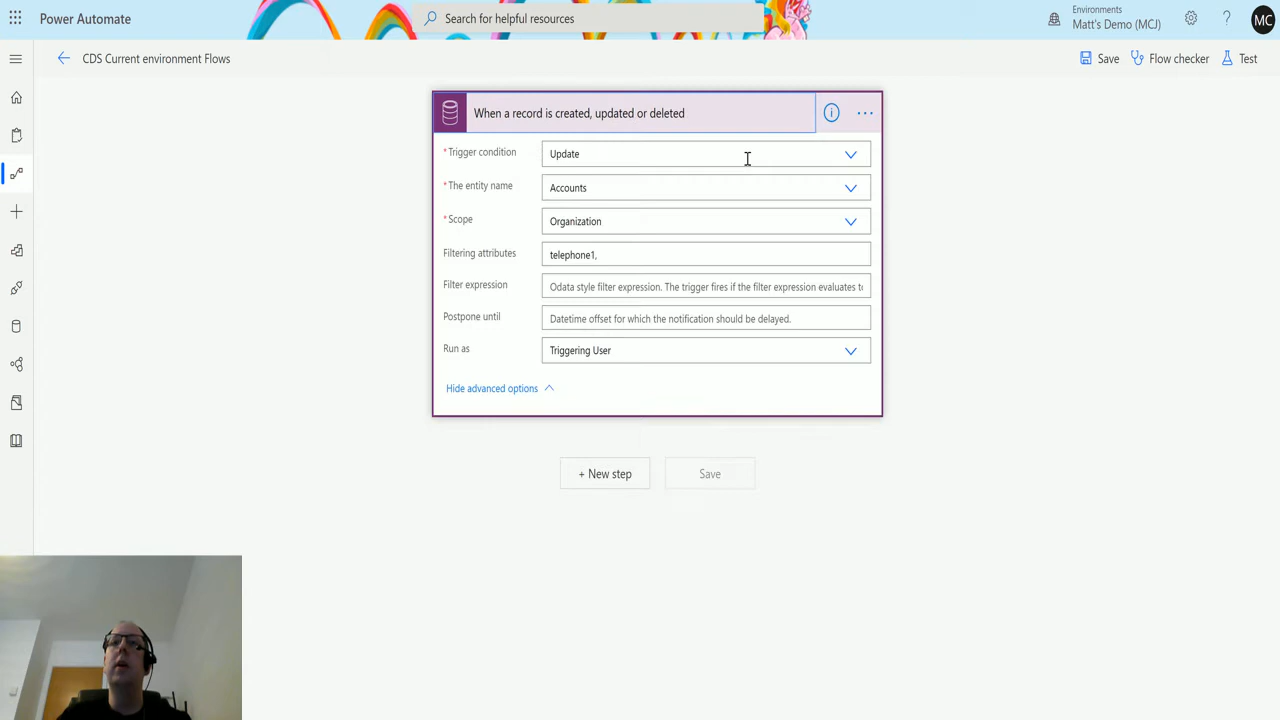 Power Automate
Search for helpful resources
Environments
Matt's Demo (MCJ)
?
MC
CDS Current environment Flows
Save
Flow checker
Test
When a record is created, updated or deleted
* Trigger condition
Update
* The entity name
Accounts
* Scope
Organization
Filtering attributes
telephone1,
Filter expression
Odata style filter expression. The trigger fires if the filter expression evaluates t
Postpone until
Datetime offset for which the notification should be delayed.
Run as
Triggering User
Hide advanced options
+ New step
Save